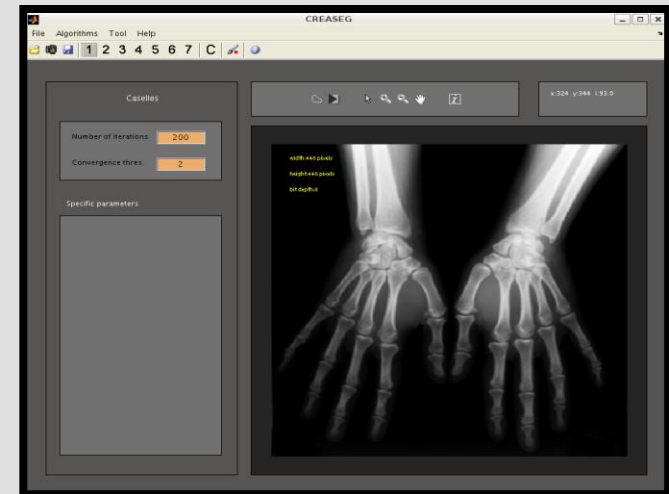 CREASEG
File Algorithms Tool Help
1 2 3 4 5 6 7 C
Caselles
Number of iterations 200
Convergence thres. 2
Specific parameters
x:324 y:344 i:93.0
width:440 pixels
height:440 pixels
bit depth:8